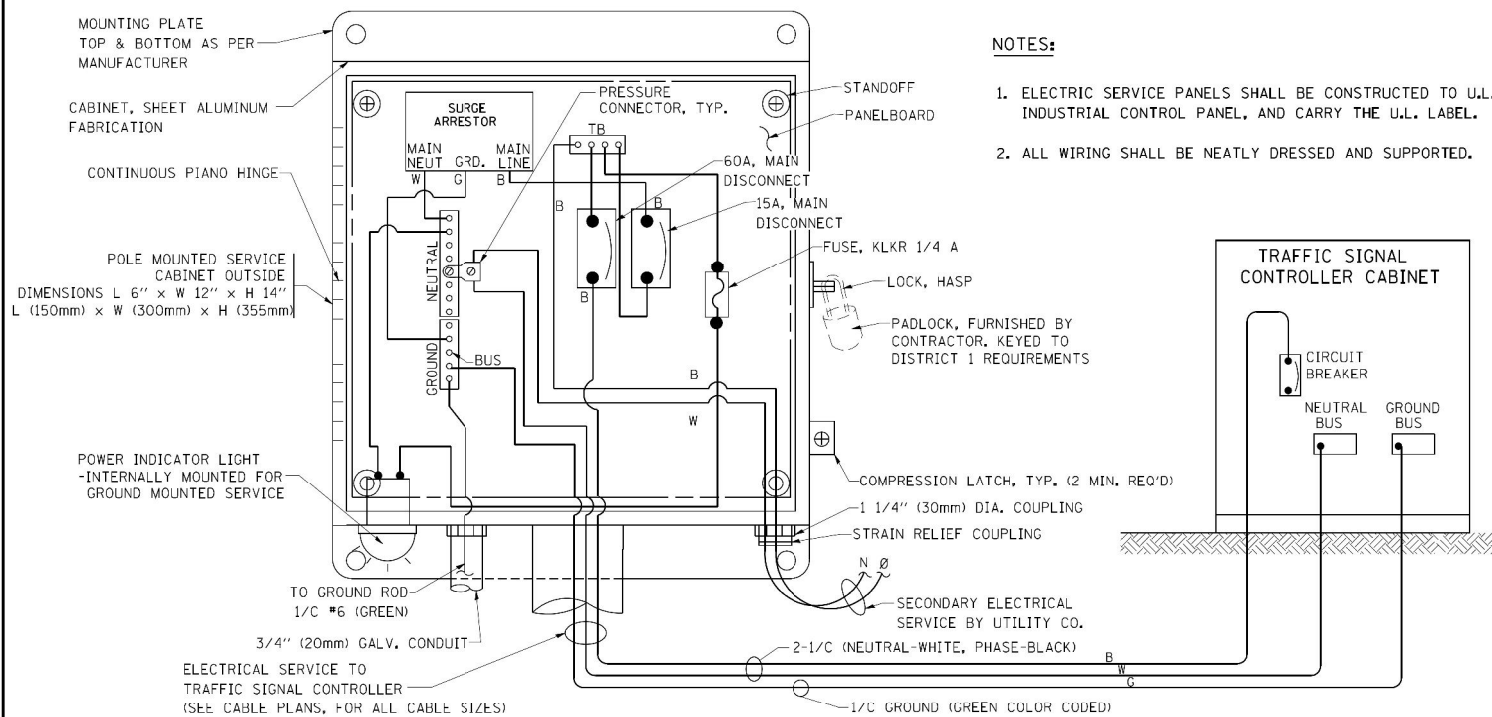 MOUNTING PLATE
TOP & BOTTOM AS PER
MANUFACTURER
CABINET, SHEET ALUMINUM
FABRICATION
CONTINUOUS PIANO HINGE
POLE MOUNTED SERVICE
CABINET OUTSIDE
DIMENSIONS L 6" × W 12" × H 14"
L (150mm) × W (300mm) × H (355mm)
POWER INDICATOR LIGHT
-INTERNALLY MOUNTED FOR
GROUND MOUNTED SERVICE
SURGE
ARRESTOR
MAIN
NEUT
GRD.
MAIN
LINE
W
G
B
PRESSURE
CONNECTOR, TYP.
TB
B
B
B
60A, MAIN
DISCONNECT
15A, MAIN
DISCONNECT
NEUTRAL
GROUND
BUS
B
W
STANDOFF
PANELBOARD
FUSE, KLKR 1/4 A
LOCK, HASP
PADLOCK, FURNISHED BY
CONTRACTOR. KEYED TO
DISTRICT 1 REQUIREMENTS
COMPRESSION LATCH, TYP. (2 MIN. REQ'D)
1 1/4" (30mm) DIA. COUPLING
STRAIN RELIEF COUPLING
N Ø
SECONDARY ELECTRICAL
SERVICE BY UTILITY CO.
TO GROUND ROD
1/C #6 (GREEN)
3/4" (20mm) GALV. CONDUIT
ELECTRICAL SERVICE TO
TRAFFIC SIGNAL CONTROLLER
(SEE CABLE PLANS, FOR ALL CABLE SIZES)
2-1/C (NEUTRAL-WHITE, PHASE-BLACK)
B
W
G
1/C GROUND (GREEN COLOR CODED)
NOTES:
1. ELECTRIC SERVICE PANELS SHALL BE CONSTRUCTED TO U.L.
INDUSTRIAL CONTROL PANEL, AND CARRY THE U.L. LABEL.
2. ALL WIRING SHALL BE NEATLY DRESSED AND SUPPORTED.
TRAFFIC SIGNAL
CONTROLLER CABINET
CIRCUIT
BREAKER
NEUTRAL
BUS
GROUND
BUS